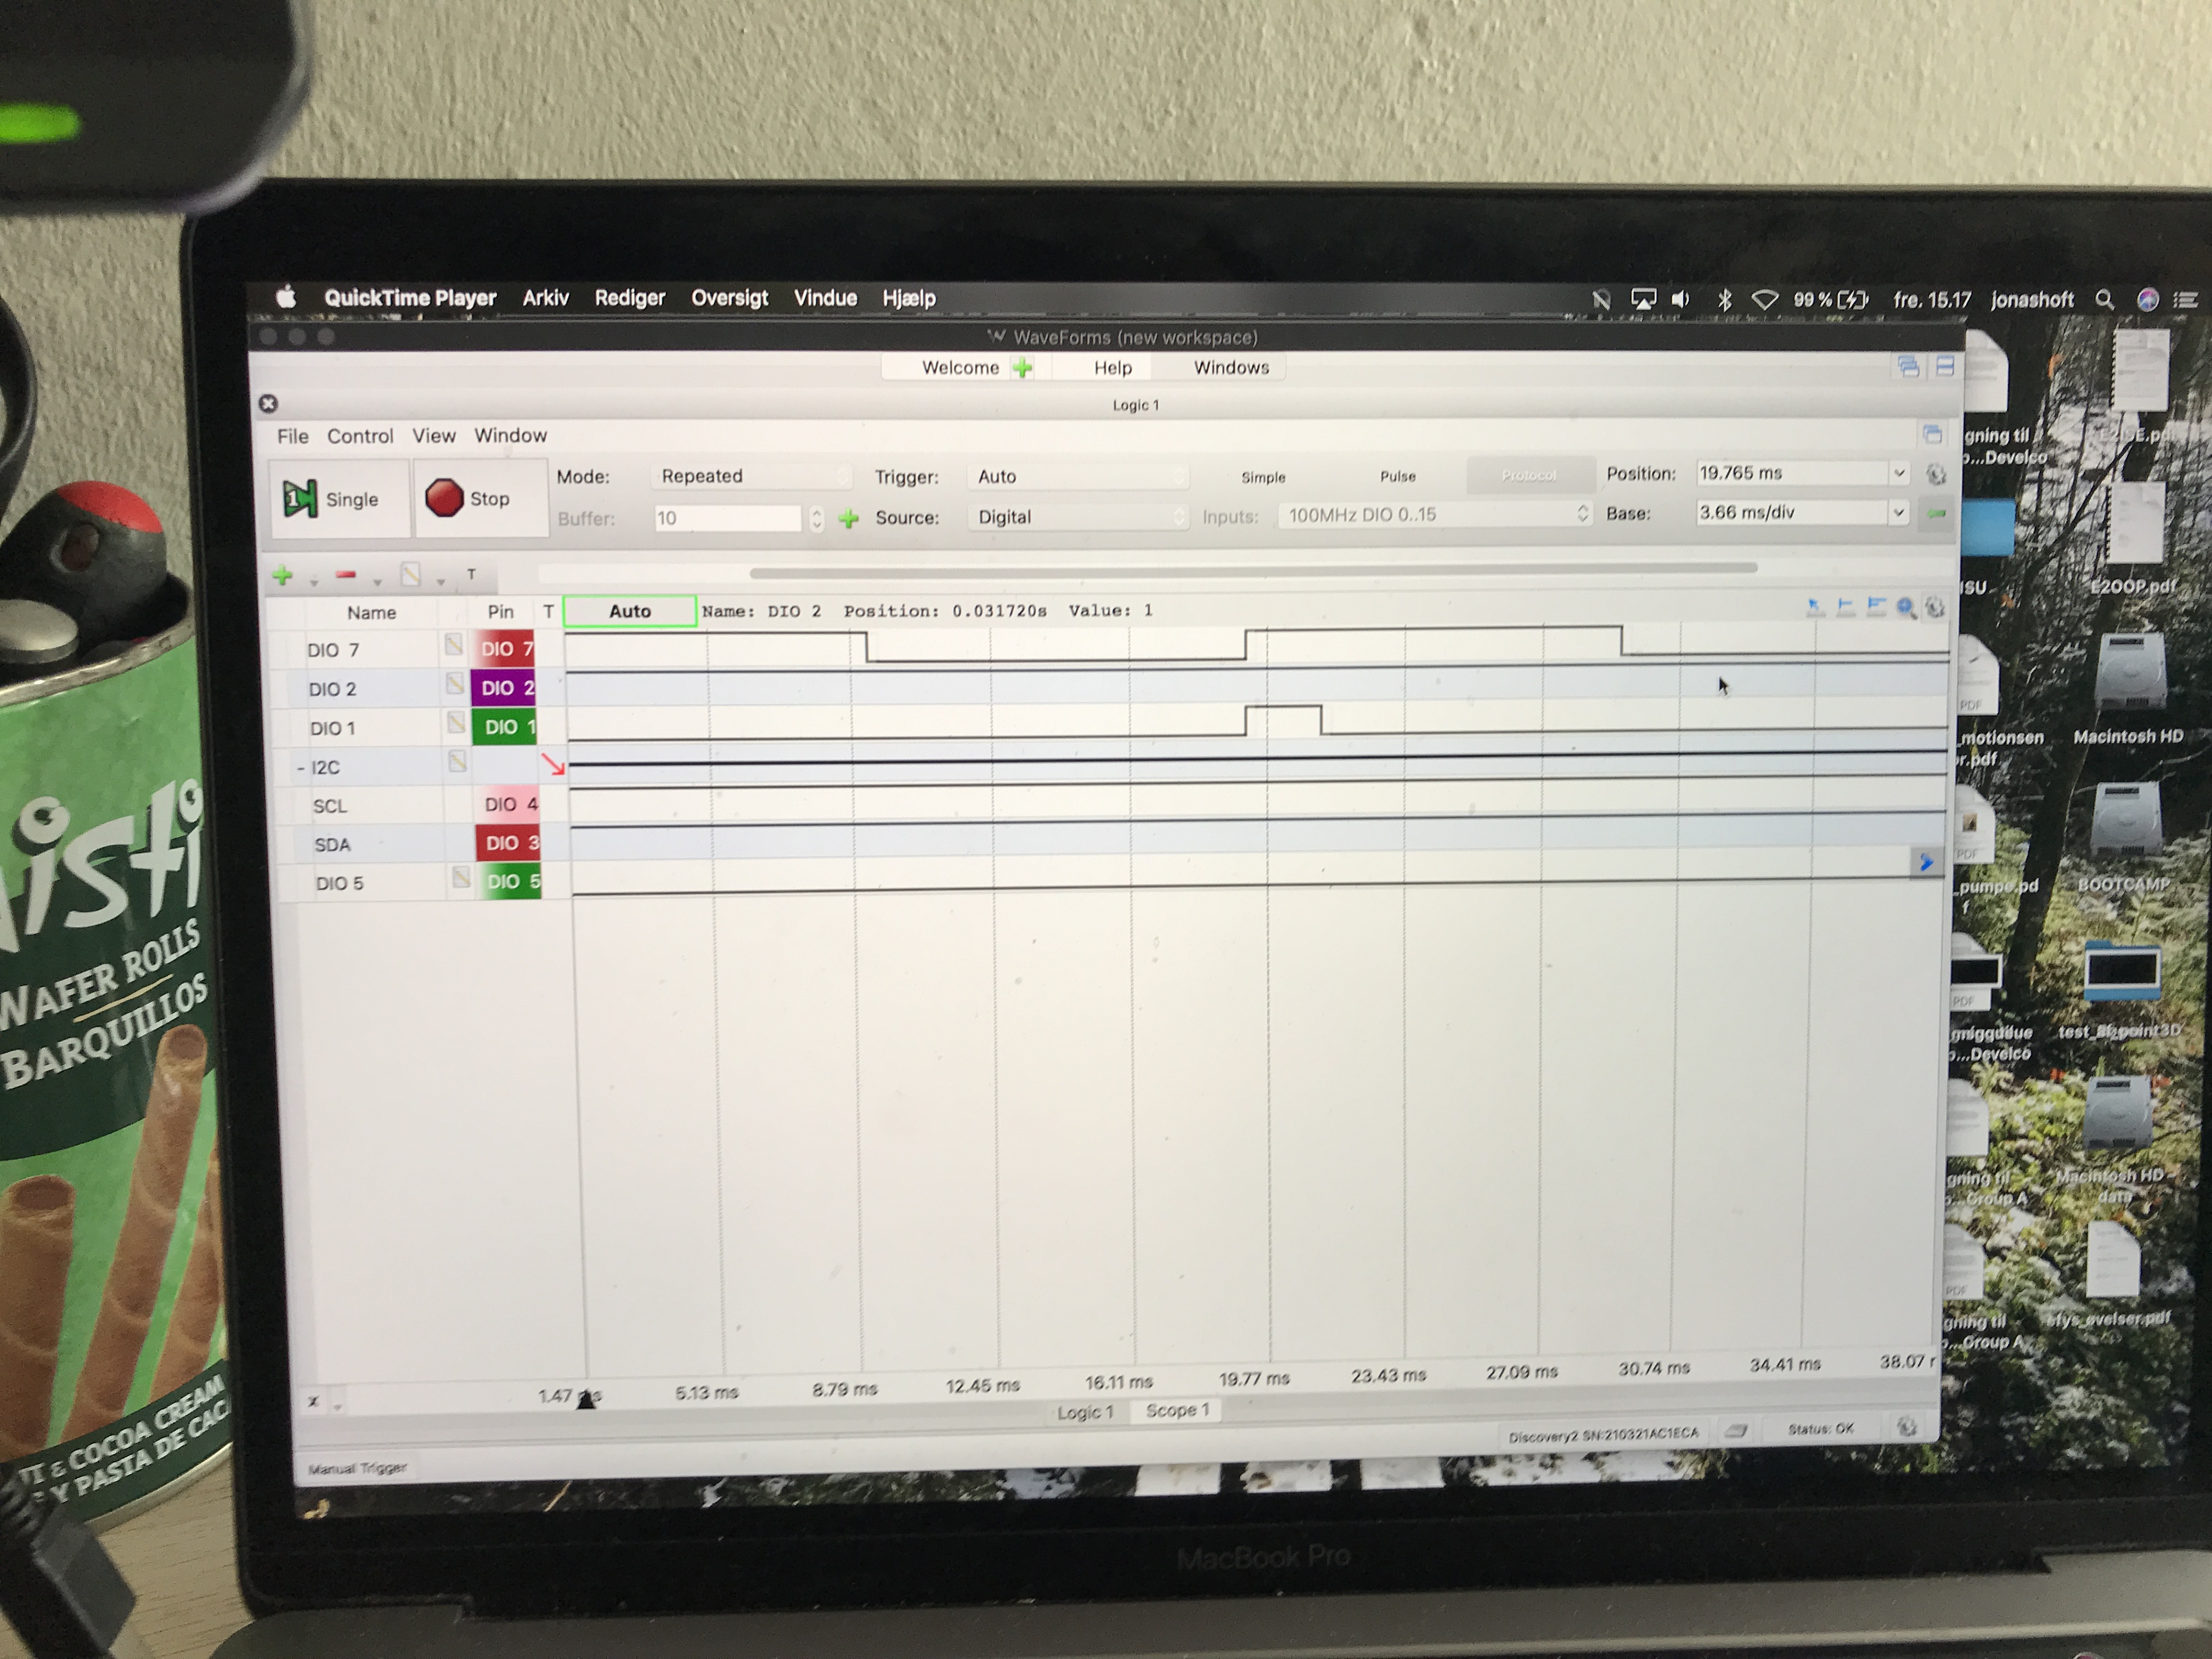 QuickTime Player Arkiv Rediger Oversigt Vindue Hjælp 99 % fre. 15.17 jonashoft
WaveForms (new workspace)
Welcome Help Windows
Logic 1
File Control View Window
Single Stop Mode: Repeated Trigger: Auto Simple Pulse Protocol Position: 19.765 ms
Buffer: 10 Source: Digital Inputs: 100MHz DIO 0..15 Base: 3.66 ms/div
T
Name Pin T Auto Name: DIO 2 Position: 0.031720s Value: 1
DIO 7 DIO 7
DIO 2 DIO 2
DIO 1 DIO 1
- I2C
SCL DIO 4
SDA DIO 3
DIO 5 DIO 5
X 1.47 5.13 ms 8.79 ms 12.45 ms 16.11 ms 19.77 ms 23.43 ms 27.09 ms 30.74 ms 34.41 ms 38.07
Logic 1 Scope 1
Discovery2 SN:210321AC1ECA Status: OK
Manual Trigger
gning til
...Develco
E2OOP.pdf
PDF
_motionsen
r.pdf
Macintosh HD
PDF
_pumpe.pd
f
BOOTCAMP
PDF
...Develco
gning til
...Group A
Macintosh HD
data
PDF
gning til
...Group A
MacBook Pro
isti
WAFER ROLLS
BARQUILLOS
T & COCOA CREAM
Y PASTA DE CAC